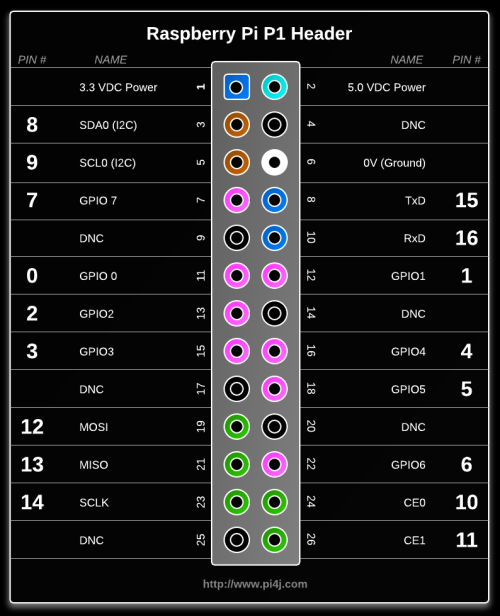 Raspberry Pi P1 Header
PIN # NAME NAME PIN #
3.3 VDC Power 1 2 5.0 VDC Power
8 SDA0 (I2C) 3 4 DNC
9 SCL0 (I2C) 5 6 0V (Ground)
7 GPIO 7 7 8 TxD 15
DNC 9 10 RxD 16
0 GPIO 0 11 12 GPIO1 1
2 GPIO2 13 14 DNC
3 GPIO3 15 16 GPIO4 4
DNC 17 18 GPIO5 5
12 MOSI 19 20 DNC
13 MISO 21 22 GPIO6 6
14 SCLK 23 24 CE0 10
DNC 25 26 CE1 11
http://www.pi4j.com